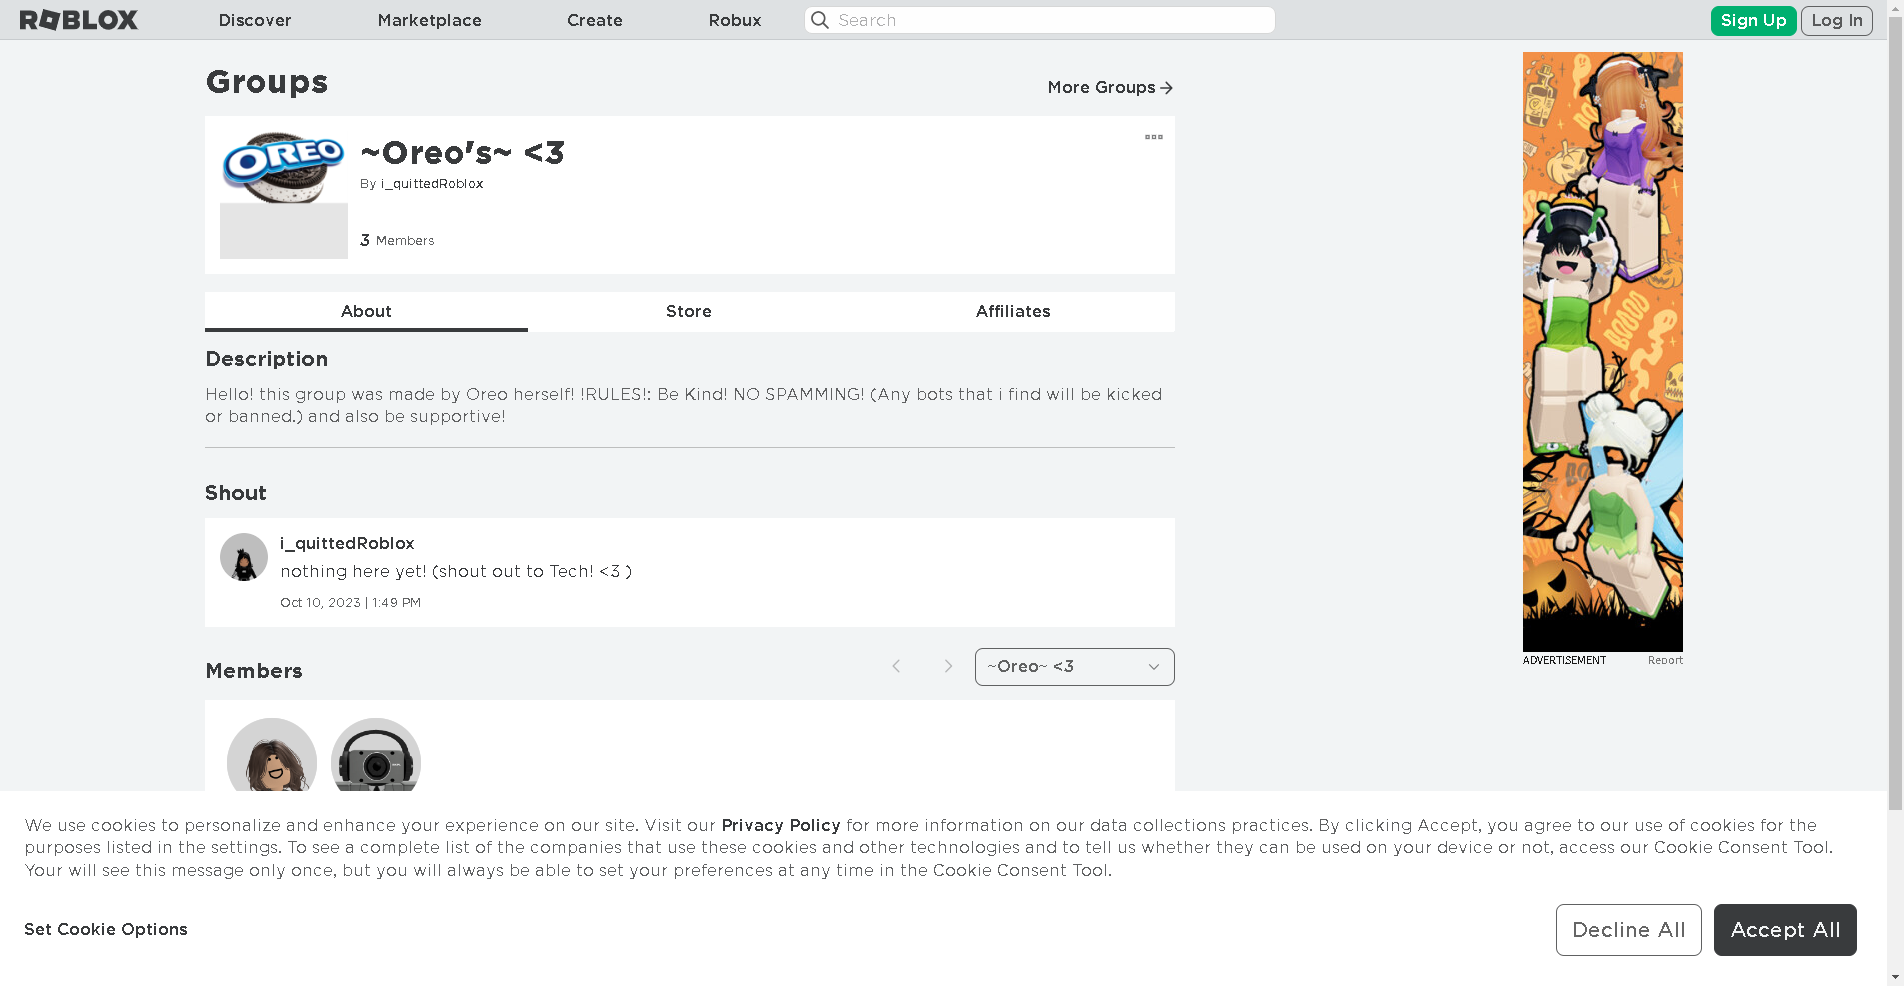 ROBLOX Discover Marketplace Create Robux Search Sign Up Log In
Groups
More Groups
OREO
~Oreo's~ <3
By i_quittedRoblox
3 Members
About Store Affiliates
Description
Hello! this group was made by Oreo herself! !RULES!: Be Kind! NO SPAMMING! (Any bots that i find will be kicked
or banned.) and also be supportive!
Shout
i_quittedRoblox
nothing here yet! (shout out to Tech! <3 )
Oct 10, 2023 | 1:49 PM
Members
~Oreo~ <3
ADVERTISEMENT Report
We use cookies to personalize and enhance your experience on our site. Visit our Privacy Policy for more information on our data collections practices. By clicking Accept, you agree to our use of cookies for the
purposes listed in the settings. To see a complete list of the companies that use these cookies and other technologies and to tell us whether they can be used on your device or not, access our Cookie Consent Tool.
Your will see this message only once, but you will always be able to set your preferences at any time in the Cookie Consent Tool.
Set Cookie Options
Decline All
Accept All